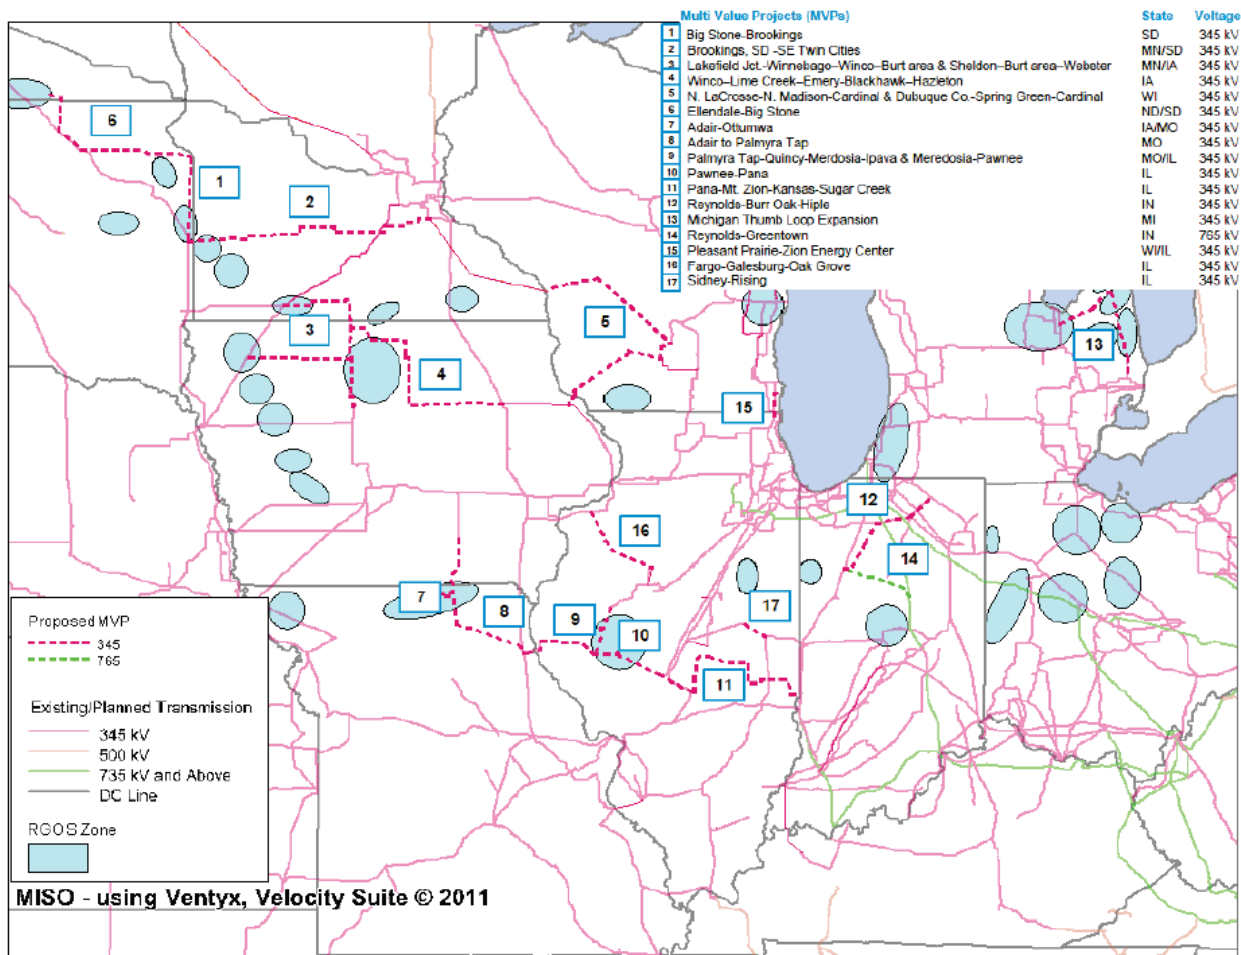 Multi Value Projects (MVPs) State Voltage
1 Big Stone-Brookings SD 345 kV
2 Brookings, SD -SE Twin Cities MN/SD 345 kV
3 Lakefield Jct.-Winnebago-Winco-Burt area & Sheldon-Burt area-Webster MN/IA 345 kV
4 Winco-Lime Creek-Emery-Blackhawk-Hazleton IA 345 kV
5 N. LaCrosse-N. Madison-Cardinal & Dubuque Co.-Spring Green-Cardinal WI 345 kV
6 Ellendale-Big Stone ND/SD 345 kV
7 Adair-Ottumwa IA/MO 345 kV
8 Adair to Palmyra Tap MO 345 kV
9 Palmyra Tap-Quincy-Merdosia-Ipava & Meredosia-Pawnee MO/IL 345 kV
10 Pawnee-Pana IL 345 kV
11 Pana-Mt. Zion-Kansas-Sugar Creek IL 345 kV
12 Reynolds-Burr Oak-Hiple IN 345 kV
13 Michigan Thumb Loop Expansion MI 345 kV
14 Reynolds-Greentown IN 765 kV
15 Pleasant Prairie-Zion Energy Center WI/IL 345 kV
16 Fargo-Galesburg-Oak Grove IL 345 kV
17 Sidney-Rising IL 345 kV
6
1
2
3
5
13
4
15
12
16
14
7
8
9
10
17
11
Proposed MVP
345
765
Existing/Planned Transmission
345 kV
500 kV
735 kV and Above
DC Line
RGOS Zone
MISO - using Ventyx, Velocity Suite © 2011